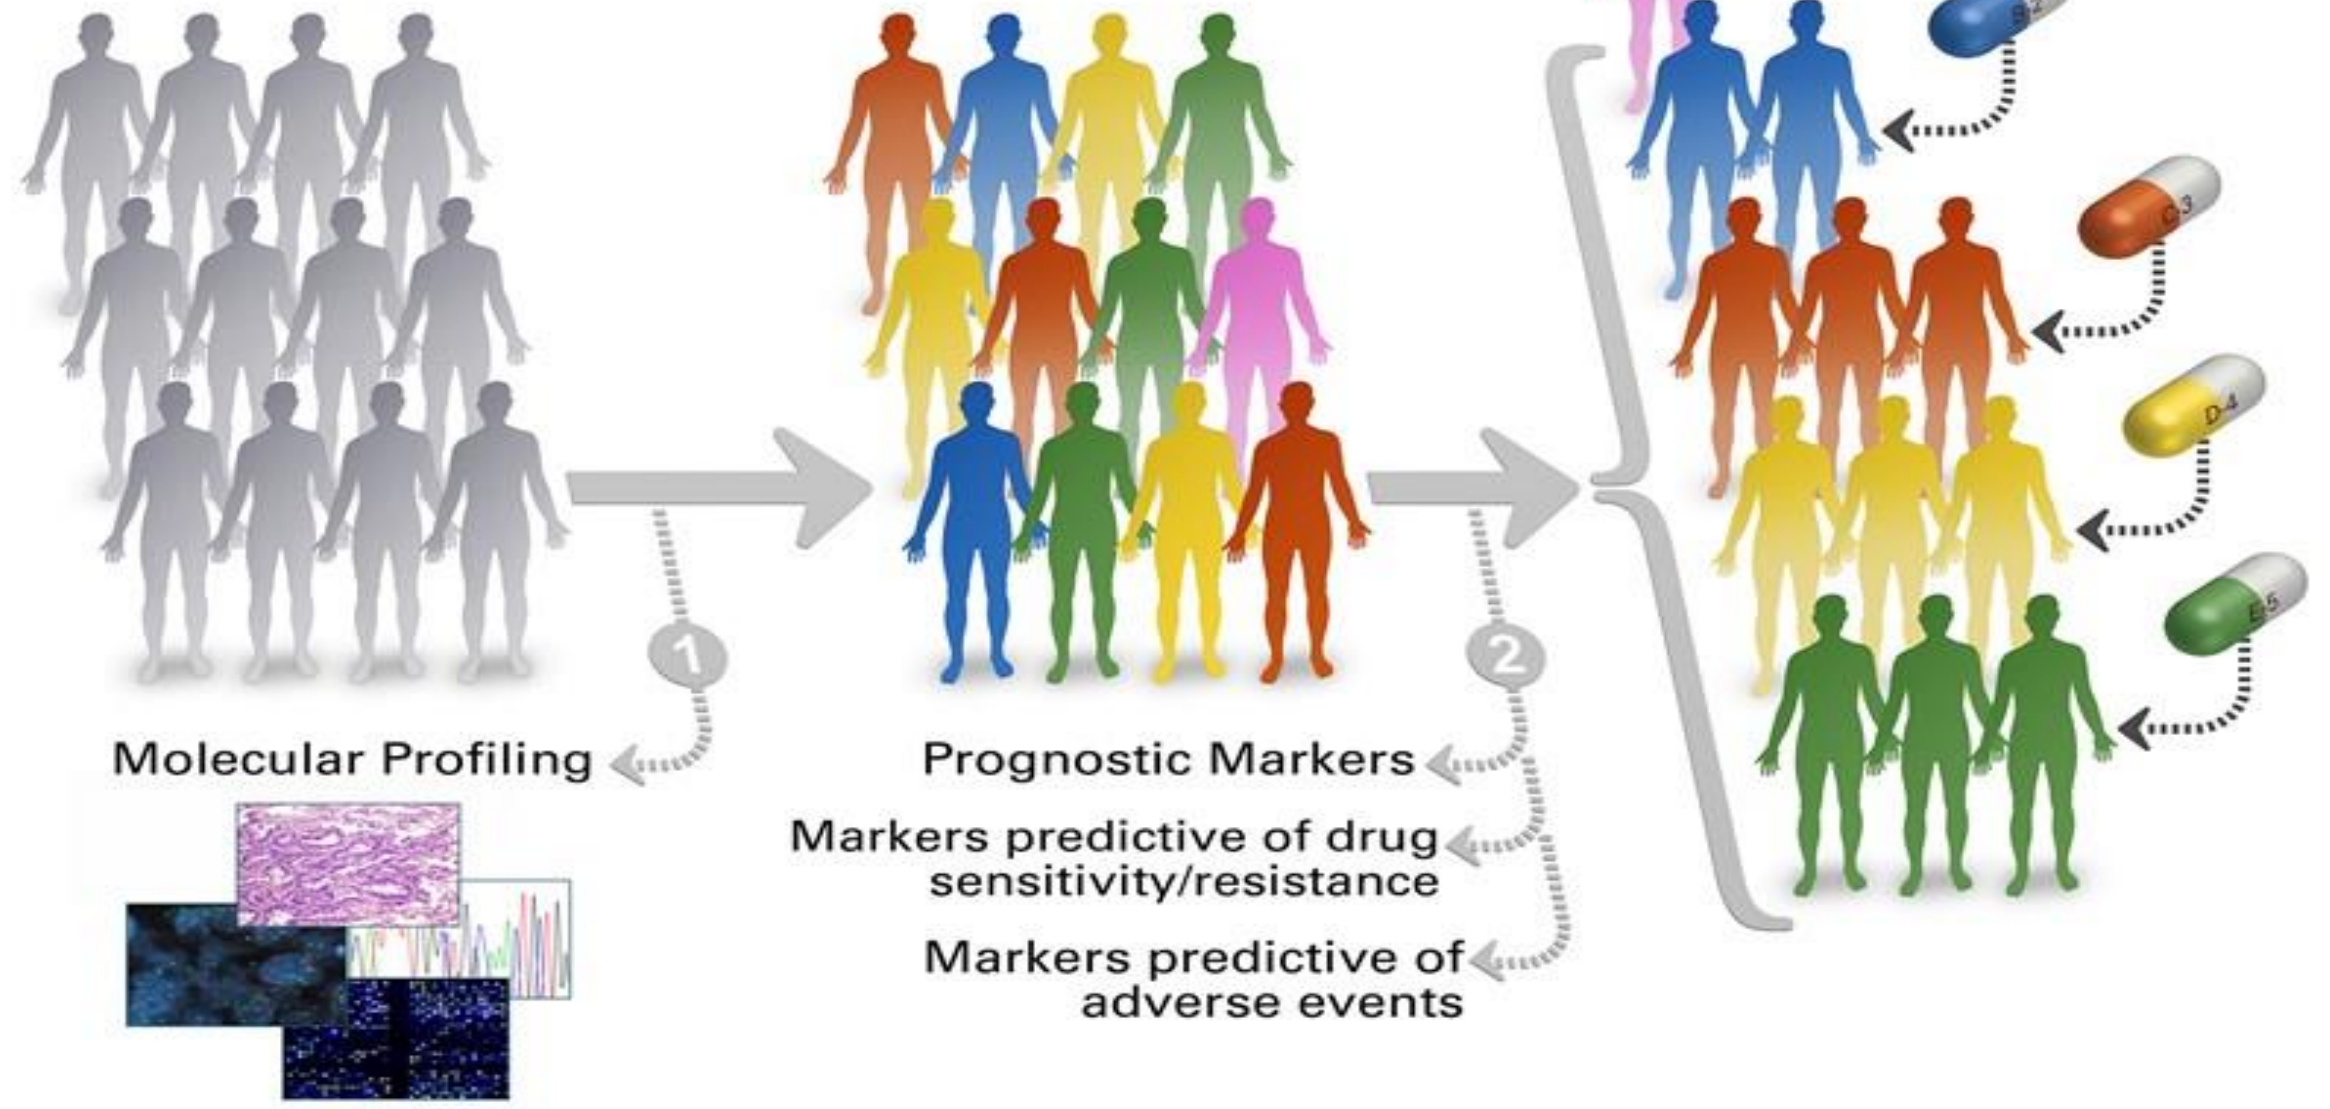 B-2
C-3
D-4
E-5
1
2
Molecular Profiling
Prognostic Markers
Markers predictive of drug
sensitivity/resistance
Markers predictive of
adverse events